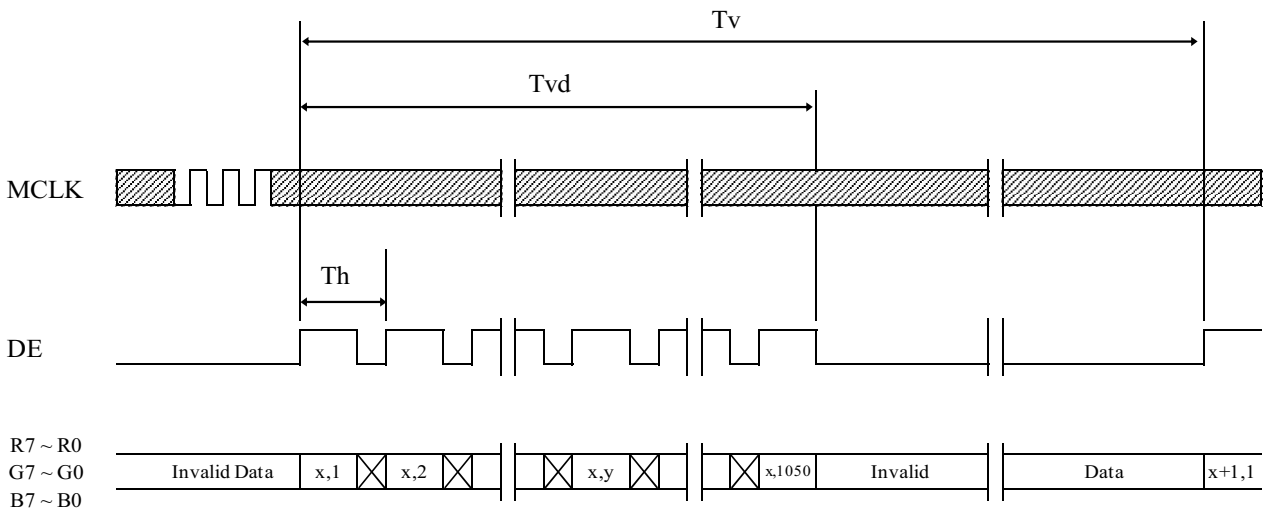 Tv
Tvd
MCLK
Th
DE
R7 ~ R0
G7 ~ G0
B7 ~ B0
Invalid Data x,1 x,2 x,y x,1050 Invalid Data x+1,1